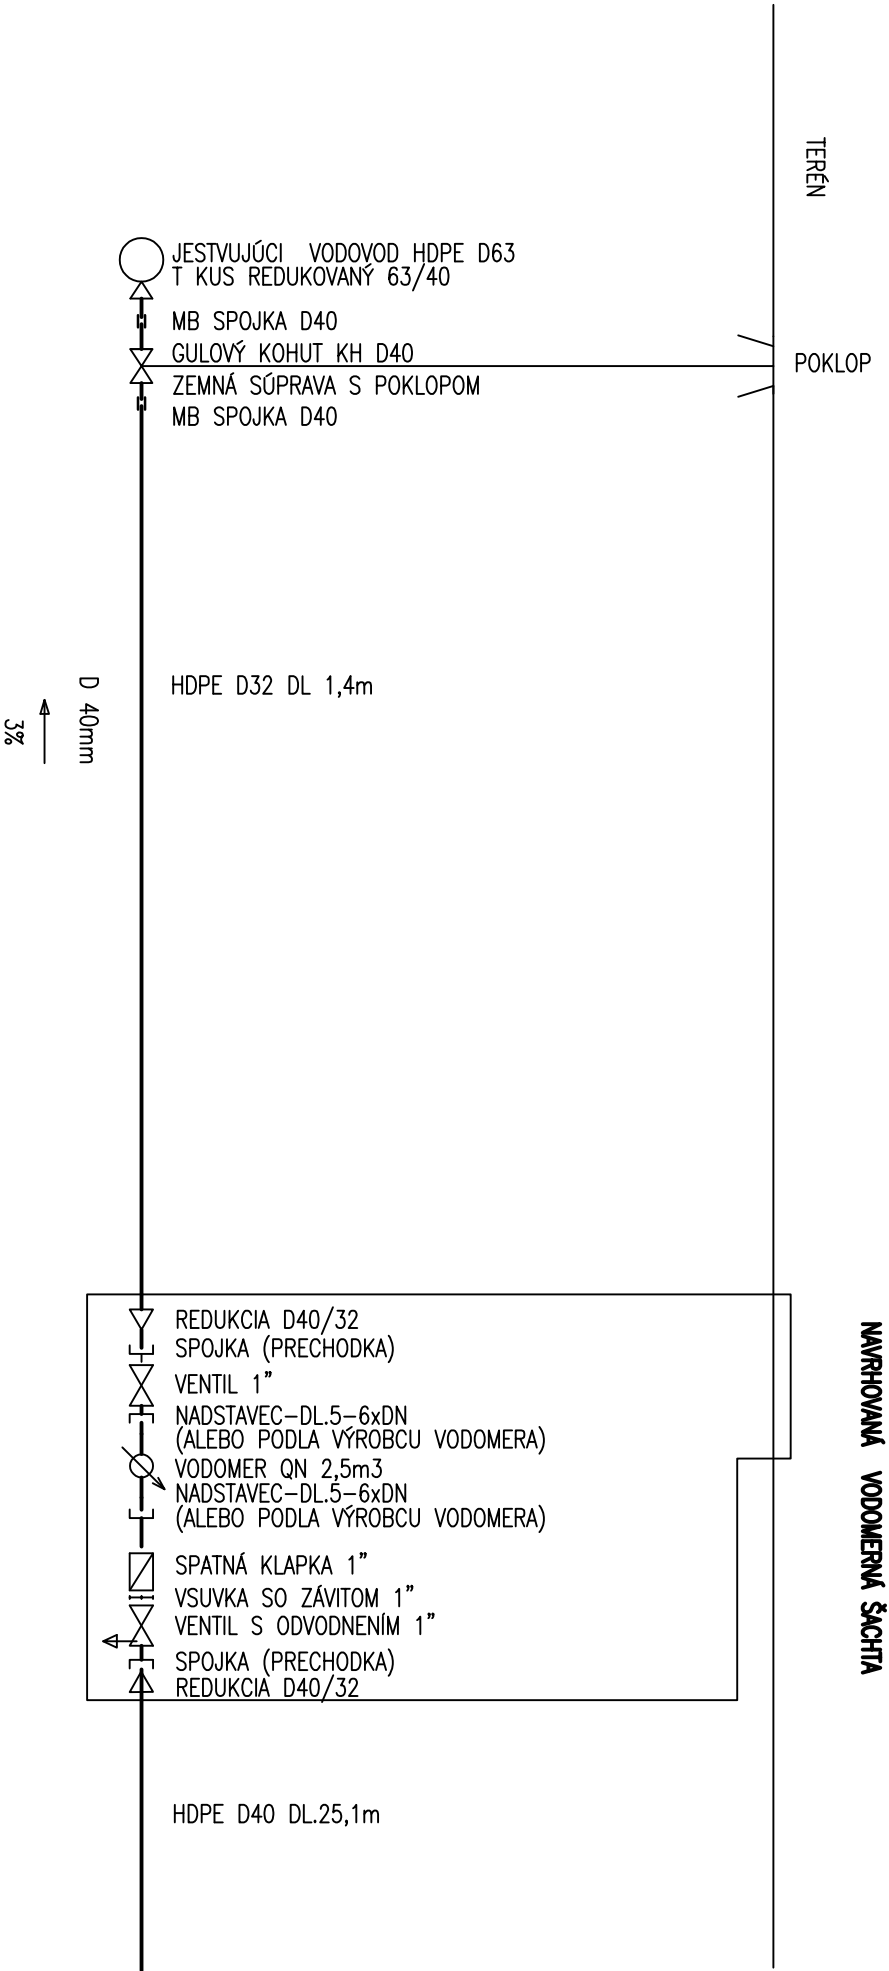 TERÉN
JESTVUJÚCI VODOVOD HDPE D63
T KUS REDUKOVANÝ 63/40
MB SPOJKA D40
GULOVÝ KOHUT KH D40
POKLOP
ZEMNÁ SÚPRAVA S POKLOPOM
MB SPOJKA D40
HDPE D32 DL 1,4m
D 40mm
3%
NAVRHOVANÁ VODOMERNÁ ŠACHTA
REDUKCIA D40/32
SPOJKA (PRECHODKA)
VENTIL 1”
NADSTAVEC-DL.5-6xDN
(ALEBO PODLA VÝROBCU VODOMERA)
VODOMER QN 2,5m3
NADSTAVEC-DL.5-6xDN
(ALEBO PODLA VÝROBCU VODOMERA)
SPATNÁ KLAPKA 1”
VSUVKA SO ZÁVITOM 1”
VENTIL S ODVODNENÍM 1”
SPOJKA (PRECHODKA)
REDUKCIA D40/32
HDPE D40 DL.25,1m